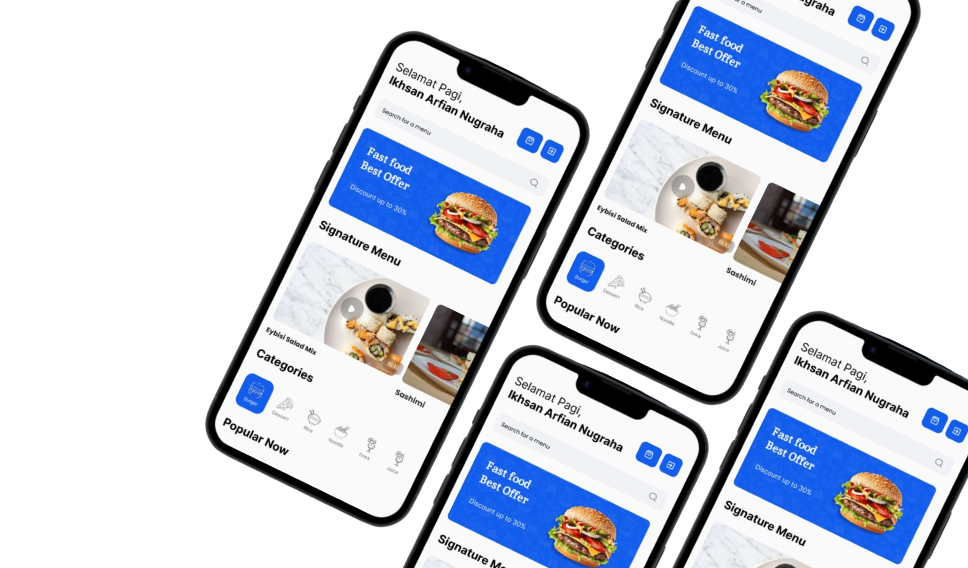 Selamat Pagi,
Ikhsan Arfian Nugraha
Search for a menu
Fast food
Best Offer
Discount up to 30%
Signature Menu
Eybisi Salad Mix
Sashimi
Categories
Burger
Dessert
Rice
Noodle
Drink
Juice
Popular Now
Nugraha
Fast food
Best Offer
Discount up to 30%
Signature Menu
Eybisi Salad Mix
Sashimi
Categories
Burger
Dessert
Rice
Noodle
Drink
Juice
Popular Now
Selamat Pagi,
Ikhsan Arfian Nugraha
Search for a menu
Fast food
Best Offer
Discount up to 30%
Signature Menu
Selamat Pagi,
Ikhsan Arfian Nugraha
Search for a menu
Fast food
Best Offer
Discount up to 30%
Signature Menu